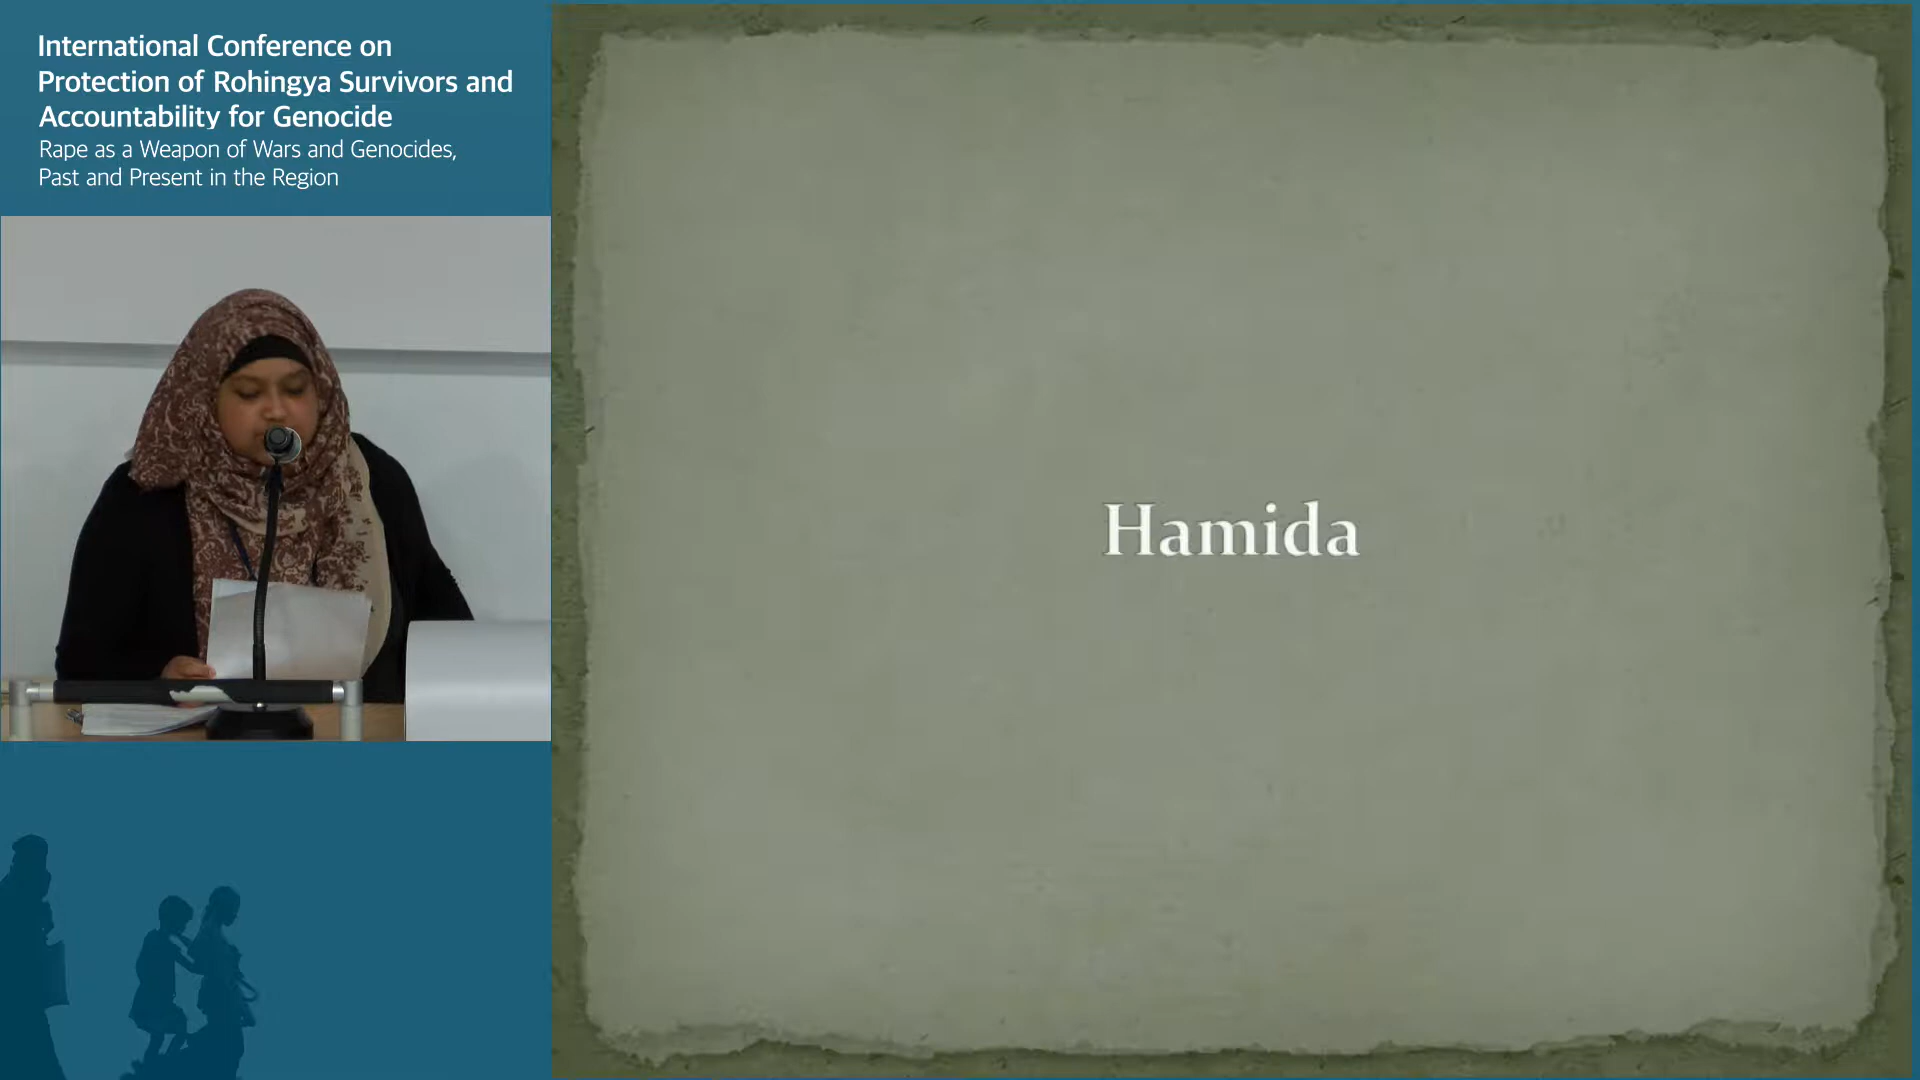 International Conference on
Protection of Rohingya Survivors and
Accountability for Genocide
Rape as a Weapon of Wars and Genocides,
Past and Present in the Region
Hamida